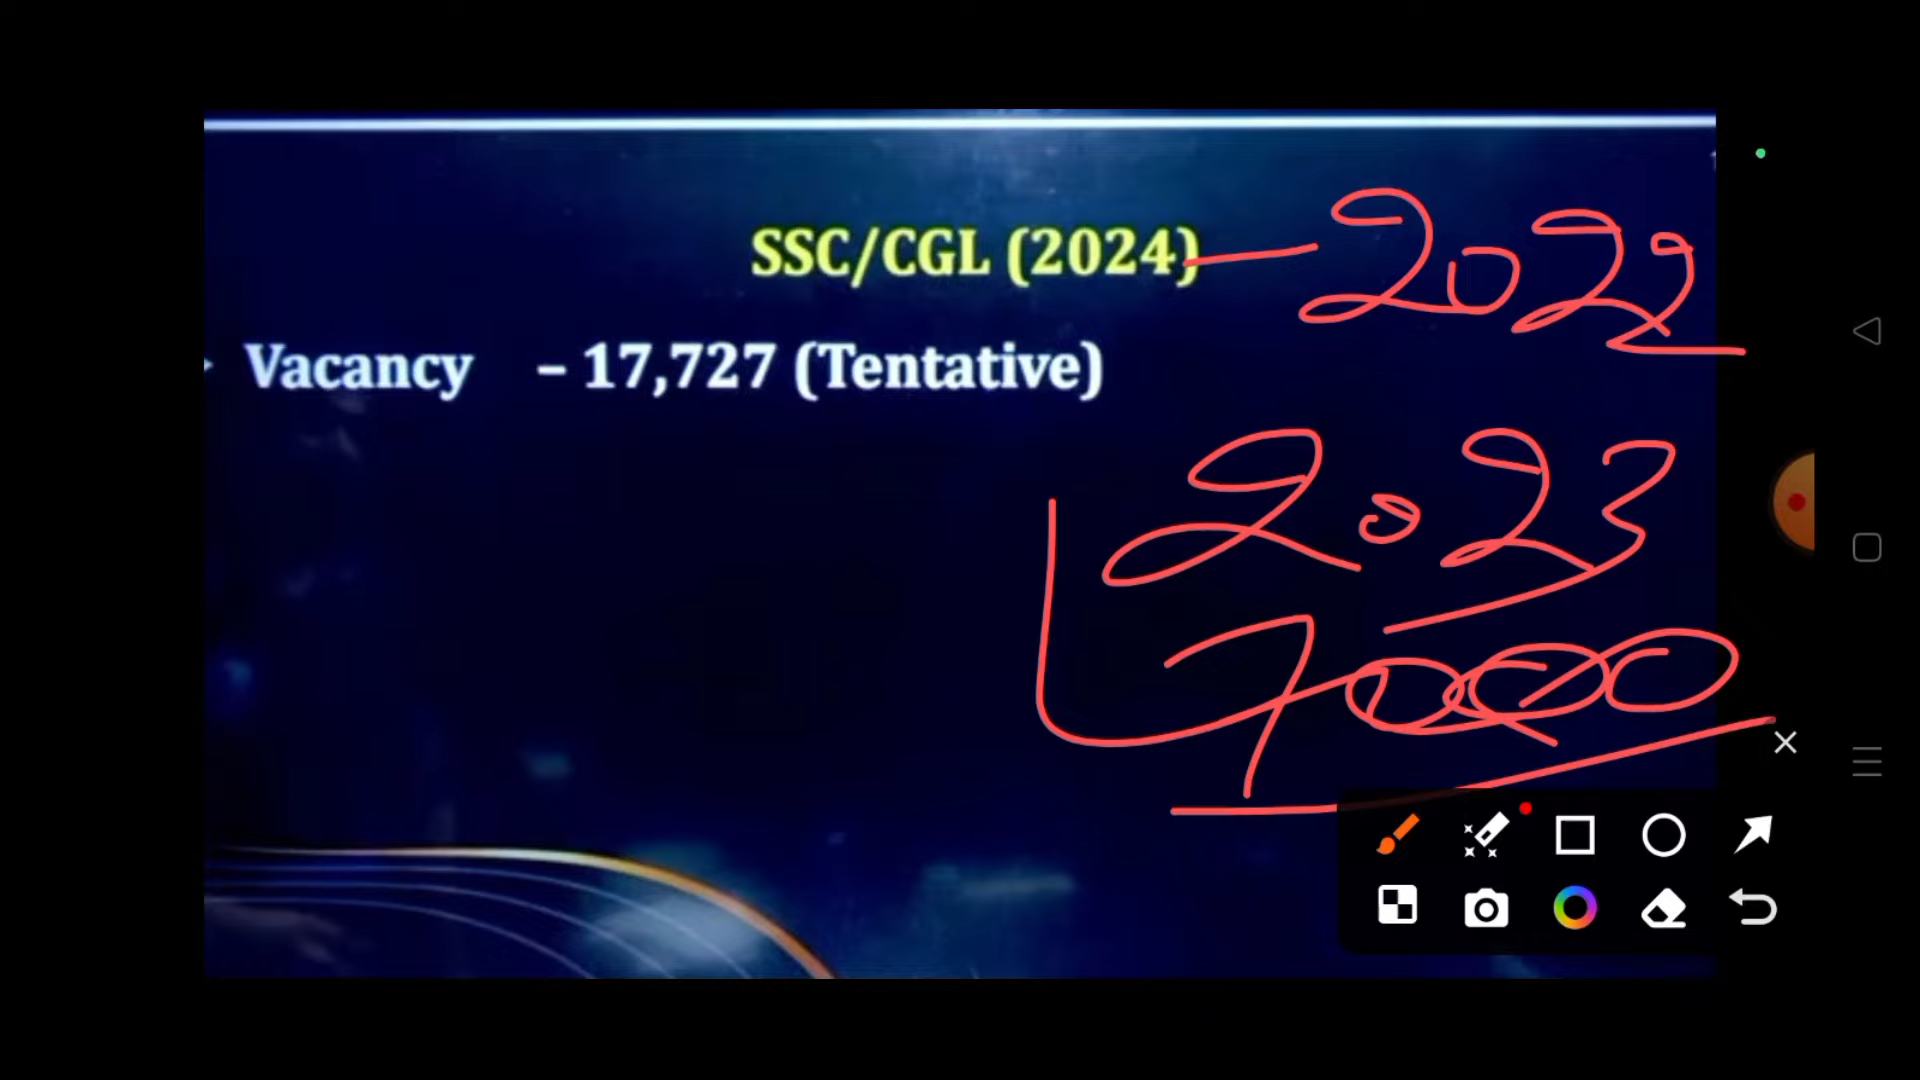 SSC/CGL (2024) – 2022
Vacancy – 17,727 (Tentative)
2023
7000